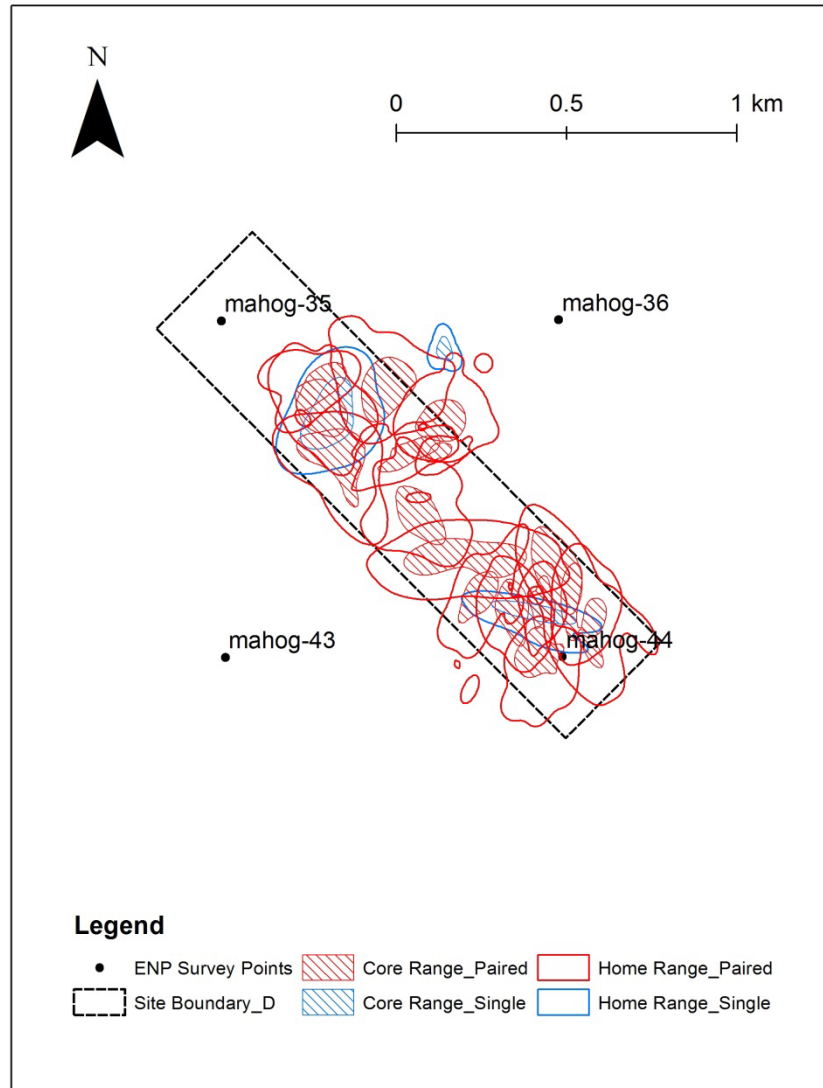 N
0 0.5 1 km
mahog-35
mahog-36
mahog-43
mahog-44
Legend
ENP Survey Points Core Range_Paired Home Range_Paired
Site Boundary_D Core Range_Single Home Range_Single